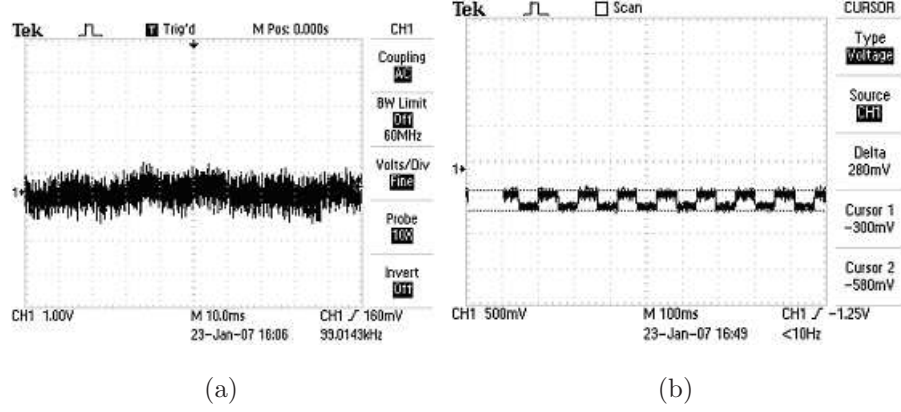 Tek Trig'd M Pos: 0.000s CH1
Coupling
AC
BW Limit
Off
60MHz
Volts/Div
Fine
Probe
10X
Invert
Off
1
CH1 1.00V M 10.0ms CH1 160mV
23-Jan-07 16:06 99.0143kHz
(a)
Tek Scan CURSOR
Type
Voltage
Source
CH1
Delta
280mV
Cursor 1
-300mV
Cursor 2
-580mV
1
CH1 500mV M 100ms CH1 -1.25V
23-Jan-07 16:49 <10Hz
(b)